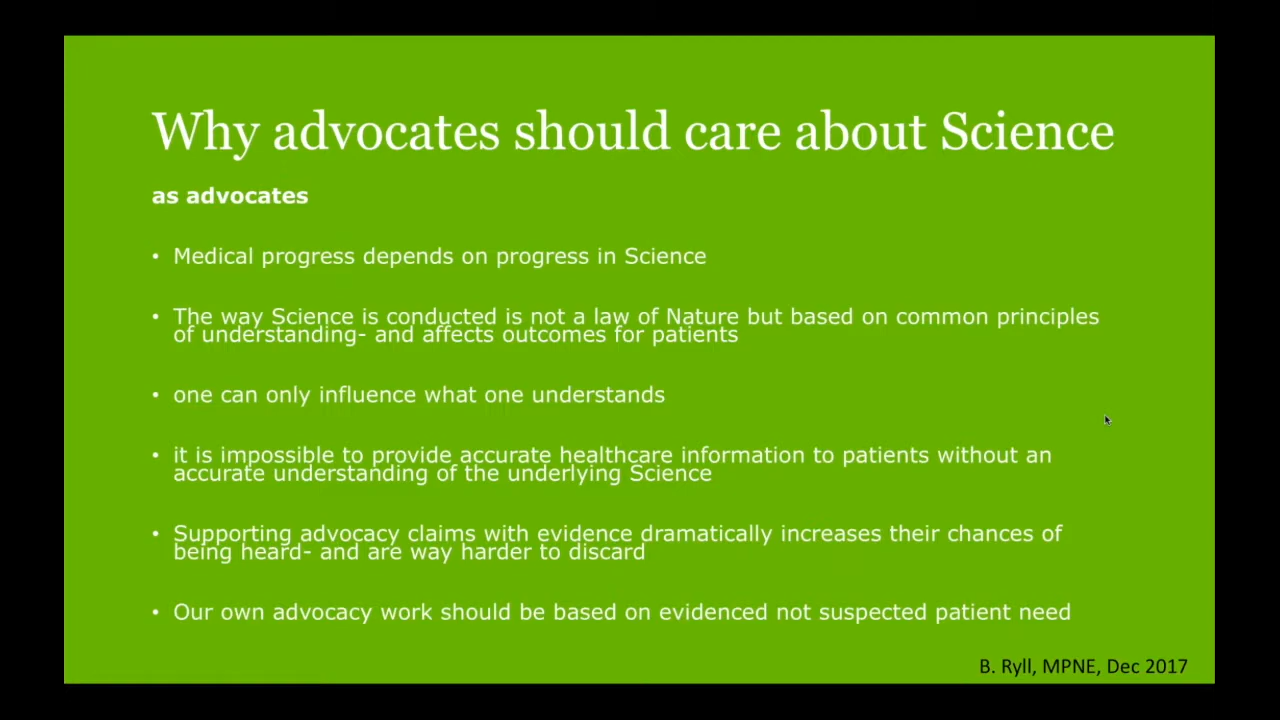 Why advocates should care about Science
as advocates
• Medical progress depends on progress in Science
• The way Science is conducted is not a law of Nature but based on common principles
of understanding- and affects outcomes for patients
• one can only influence what one understands
• it is impossible to provide accurate healthcare information to patients without an
accurate understanding of the underlying Science
• Supporting advocacy claims with evidence dramatically increases their chances of
being heard- and are way harder to discard
• Our own advocacy work should be based on evidenced not suspected patient need
B. Ryll, MPNE, Dec 2017